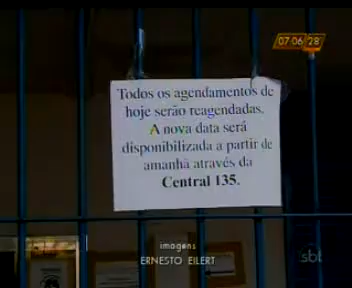 07:06:28
Todos os agendamentos de
hoje serão reagendadas.
A nova data será
disponibilizada a partir de
amanhã através da
Central 135.
imagens
ERNESTO EILERT
sbt